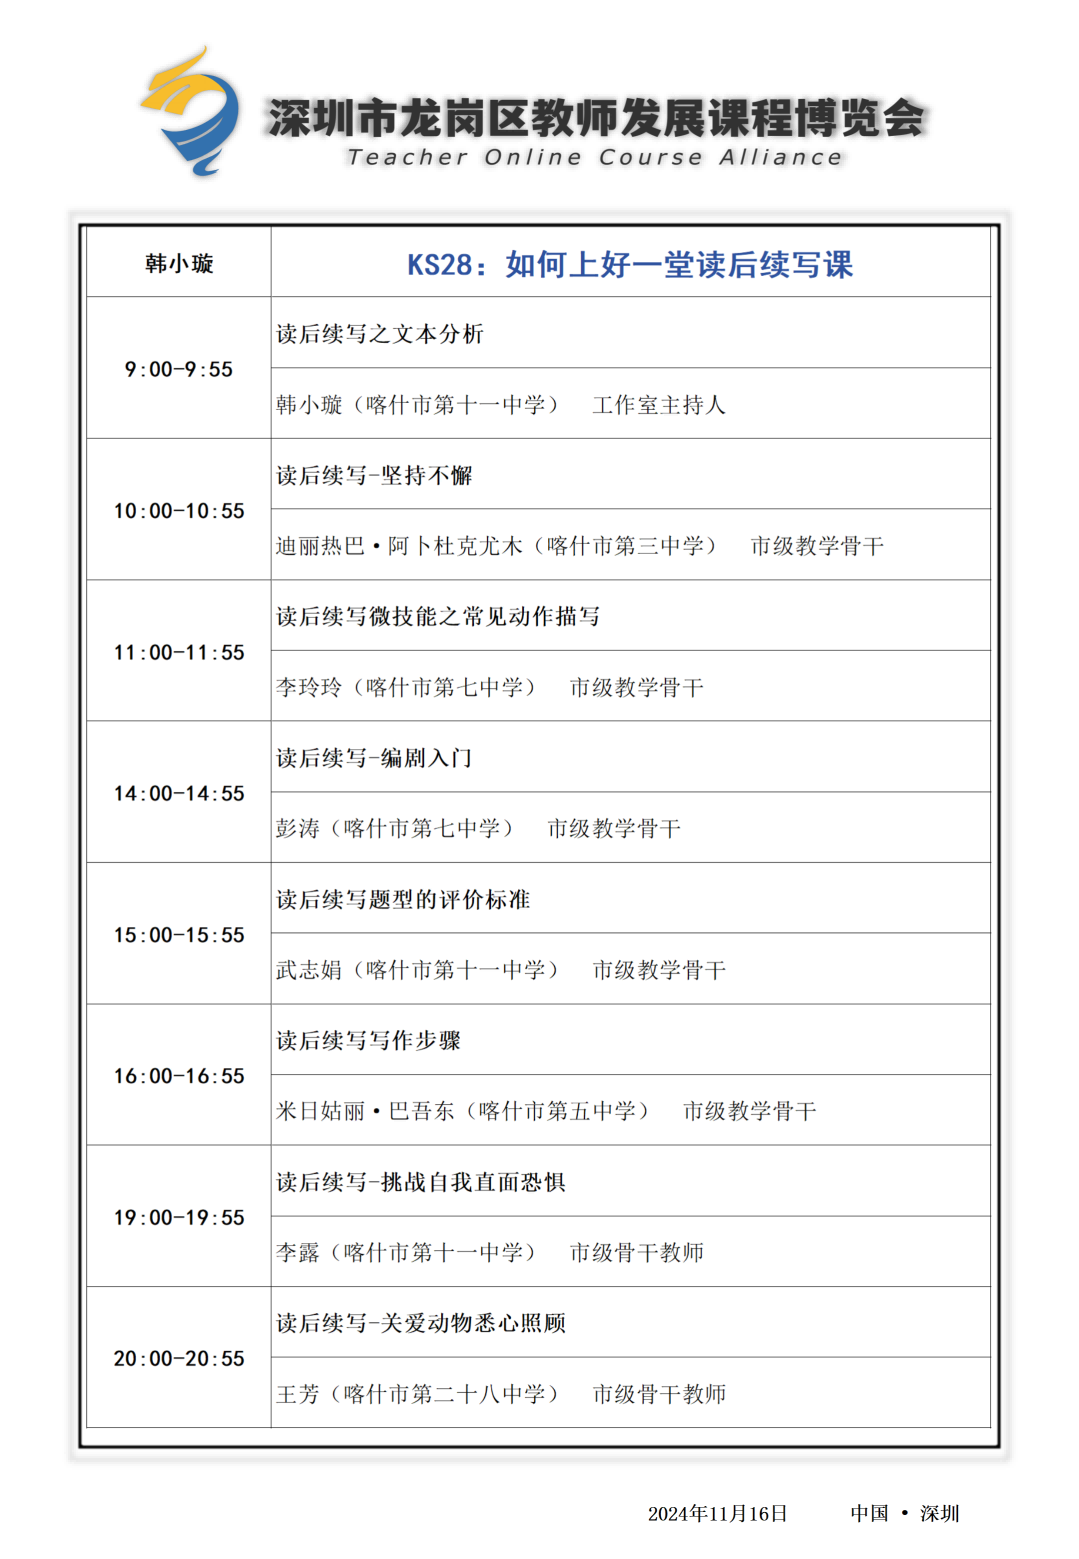 深圳市龙岗区教师发展课程博览会
Teacher Online Course Alliance
韩小璇
KS28：如何上好一堂读后续写课
9:00-9:55
读后续写之文本分析
韩小璇（喀什市第十一中学） 工作室主持人
10:00-10:55
读后续写-坚持不懈
迪丽热巴·阿卜杜克尤木（喀什市第三中学） 市级教学骨干
11:00-11:55
读后续写微技能之常见动作描写
李玲玲（喀什市第七中学） 市级教学骨干
14:00-14:55
读后续写-编剧入门
彭涛（喀什市第七中学） 市级教学骨干
15:00-15:55
读后续写题型的评价标准
武志娟（喀什市第十一中学） 市级教学骨干
16:00-16:55
读后续写写作步骤
米日姑丽·巴吾东（喀什市第五中学） 市级教学骨干
19:00-19:55
读后续写-挑战自我直面恐惧
李露（喀什市第十一中学） 市级骨干教师
20:00-20:55
读后续写-关爱动物悉心照顾
王芳（喀什市第二十八中学） 市级骨干教师
2024年11月16日 中国 · 深圳